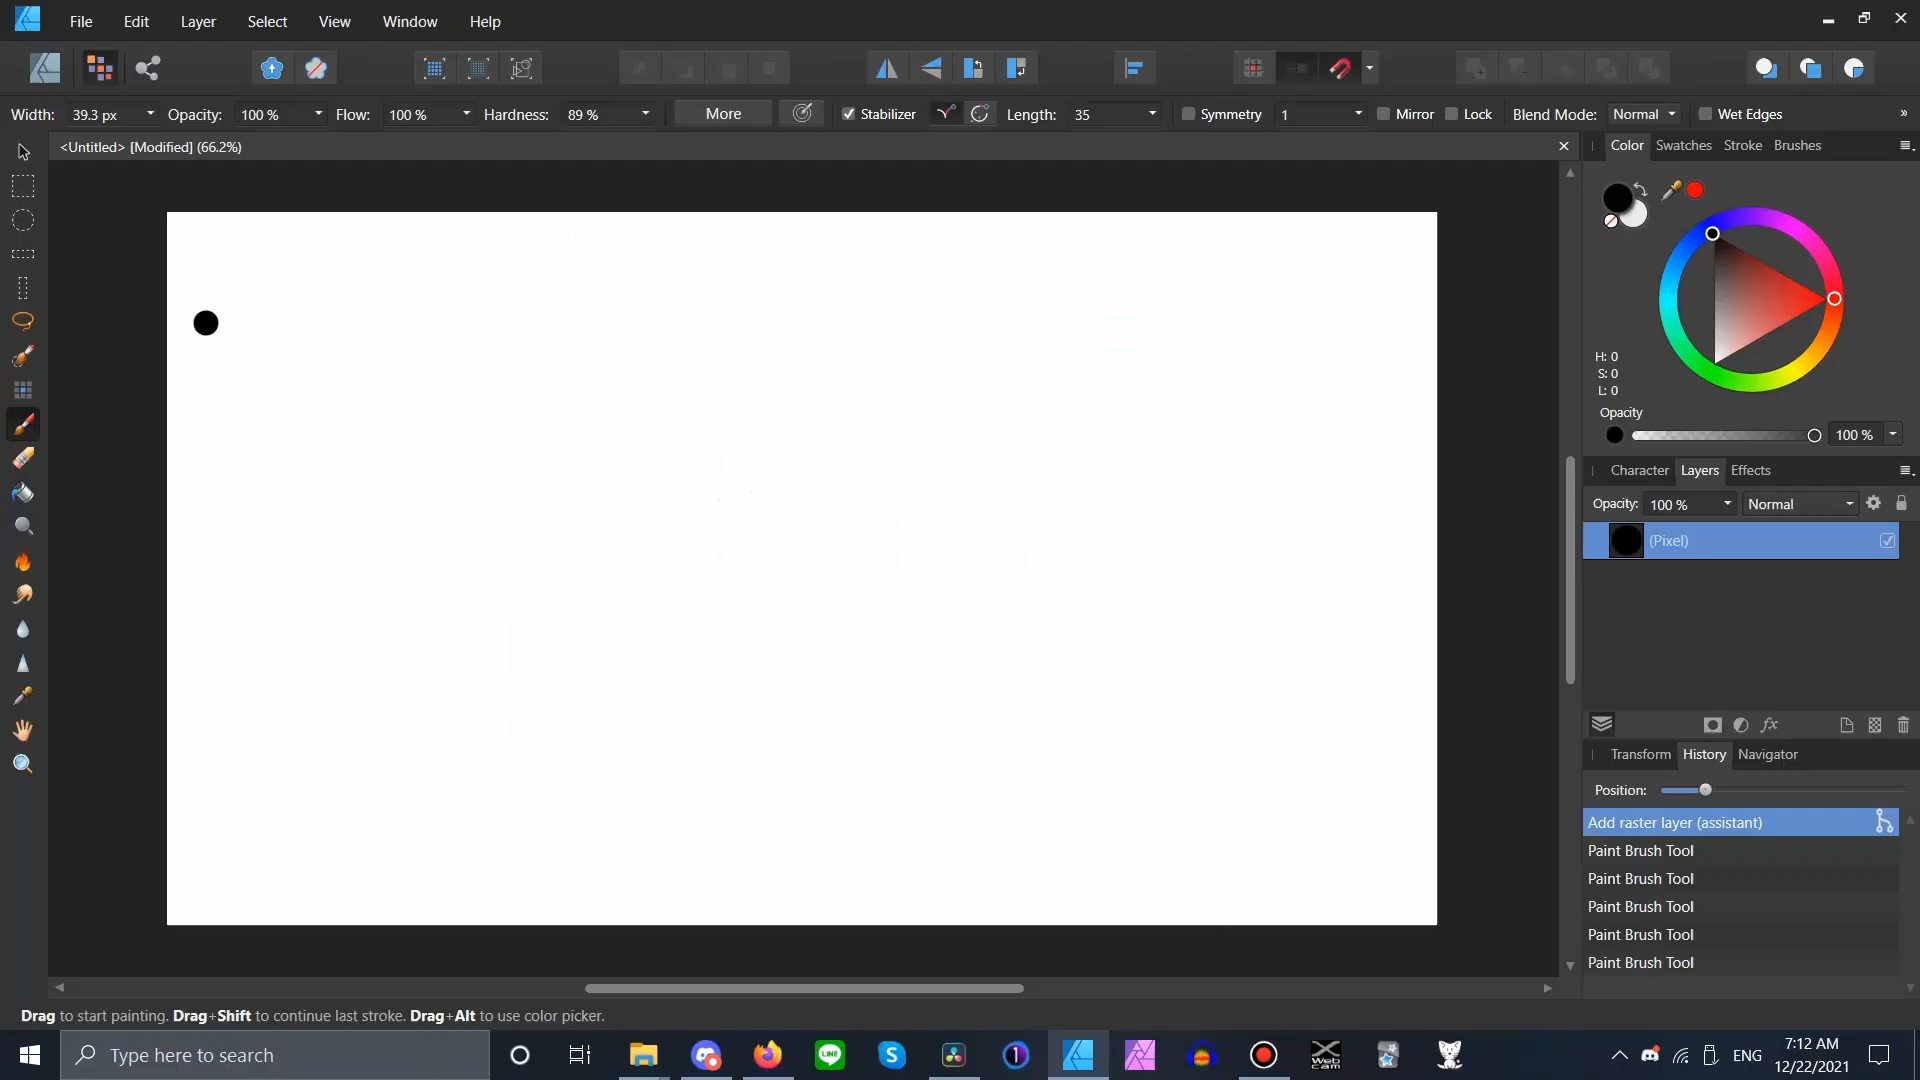 File Edit Layer Select View Window Help
Width: 39.3 px Opacity: 100 % Flow: 100 % Hardness: 89 % More Stabilizer Length: 35 Symmetry 1 Mirror Lock Blend Mode: Normal Wet Edges »
<Untitled> [Modified] (66.2%)
Color Swatches Stroke Brushes
H: 0
S: 0
L: 0
Opacity
100 %
Character Layers Effects
Opacity: 100 % Normal
(Pixel)
fx
Transform History Navigator
Position:
Add raster layer (assistant)
Paint Brush Tool
Paint Brush Tool
Paint Brush Tool
Paint Brush Tool
Paint Brush Tool
Drag to start painting. Drag+Shift to continue last stroke. Drag+Alt to use color picker.
Type here to search
LINE
S
1
X Web cam
ENG
7:12 AM
12/22/2021